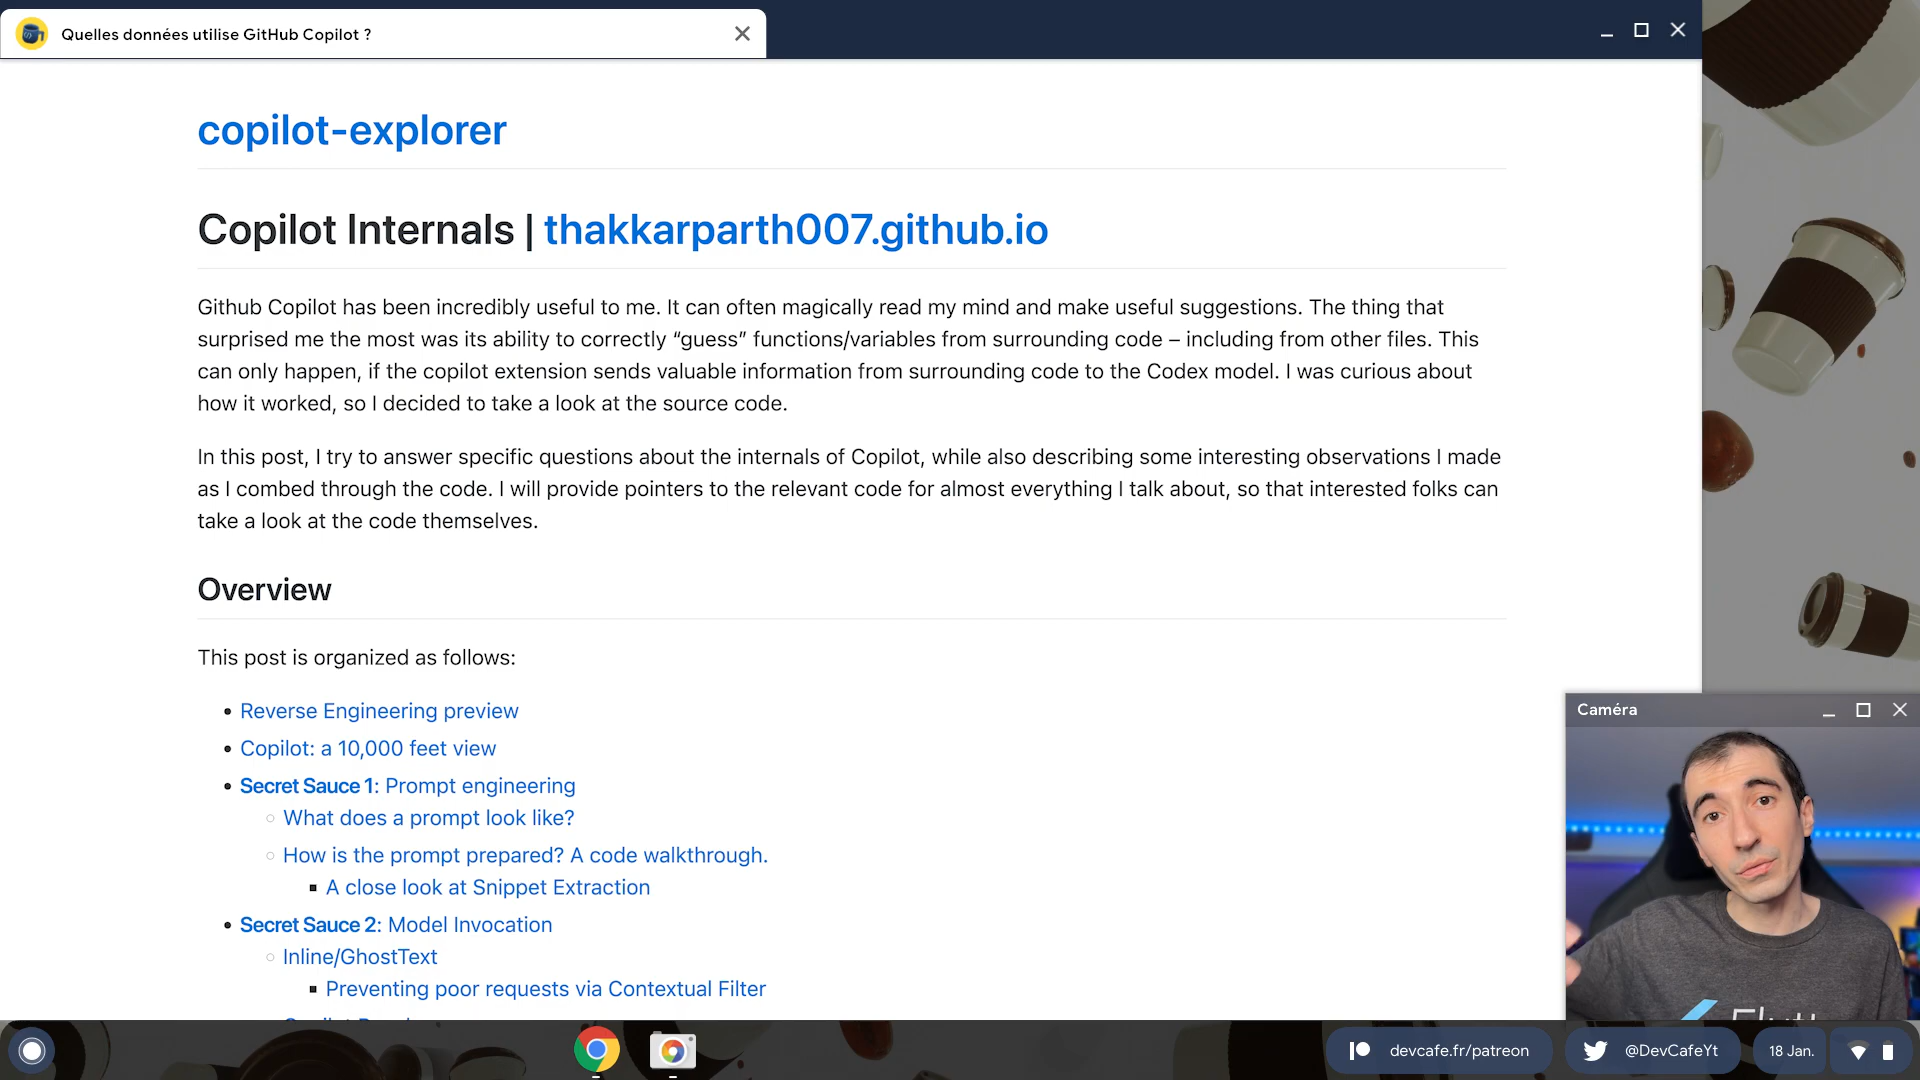 Quelles données utilise GitHub Copilot ?
copilot-explorer
Copilot Internals | thakkarparth007.github.io
Github Copilot has been incredibly useful to me. It can often magically read my mind and make useful suggestions. The thing that
surprised me the most was its ability to correctly “guess” functions/variables from surrounding code – including from other files. This
can only happen, if the copilot extension sends valuable information from surrounding code to the Codex model. I was curious about
how it worked, so I decided to take a look at the source code.
In this post, I try to answer specific questions about the internals of Copilot, while also describing some interesting observations I made
as I combed through the code. I will provide pointers to the relevant code for almost everything I talk about, so that interested folks can
take a look at the code themselves.
Overview
This post is organized as follows:
Reverse Engineering preview
Copilot: a 10,000 feet view
Secret Sauce 1: Prompt engineering
What does a prompt look like?
How is the prompt prepared? A code walkthrough.
A close look at Snippet Extraction
Secret Sauce 2: Model Invocation
Inline/GhostText
Preventing poor requests via Contextual Filter
Caméra
devcafe.fr/patreon
@DevCafeYt
18 Jan.